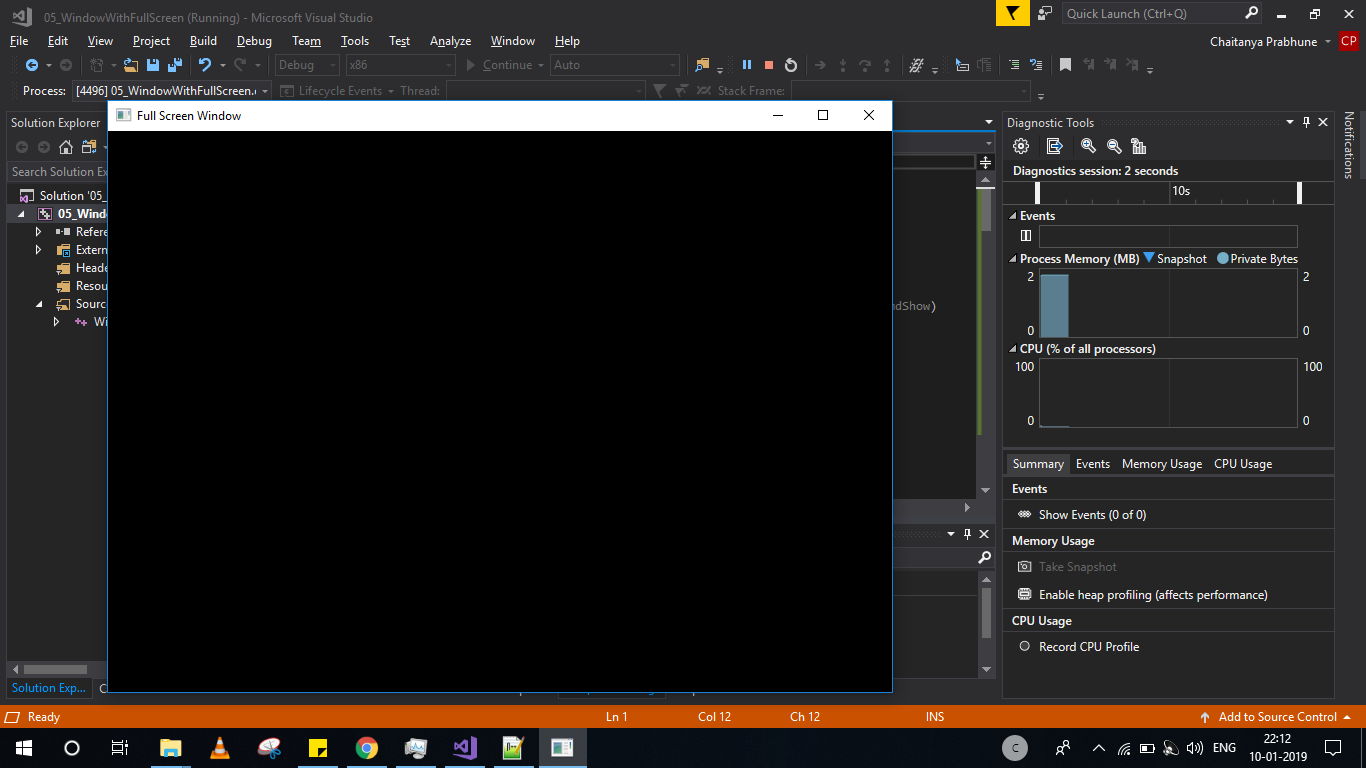 05_WindowWithFullScreen (Running) - Microsoft Visual Studio
Quick Launch (Ctrl+Q)
File Edit View Project Build Debug Team Tools Test Analyze Window Help
Chaitanya Prabhune CP
Debug x86 Continue Auto
Process: [4496] 05_WindowWithFullScreen. Lifecycle Events Thread: Stack Frame:
Solution Explorer
Search Solution Ex
Solution '05_
05_Wind
Refere
Extern
Heade
Resou
Source
Wi
Solution Exp...
Full Screen Window
ndShow)
Diagnostic Tools
Notifications
Diagnostics session: 2 seconds
10s
Events
Process Memory (MB) Snapshot Private Bytes
2 2
0 0
CPU (% of all processors)
100 100
0 0
Summary Events Memory Usage CPU Usage
Events
Show Events (0 of 0)
Memory Usage
Take Snapshot
Enable heap profiling (affects performance)
CPU Usage
Record CPU Profile
Ready Ln 1 Col 12 Ch 12 INS Add to Source Control
C ENG 22:12
10-01-2019